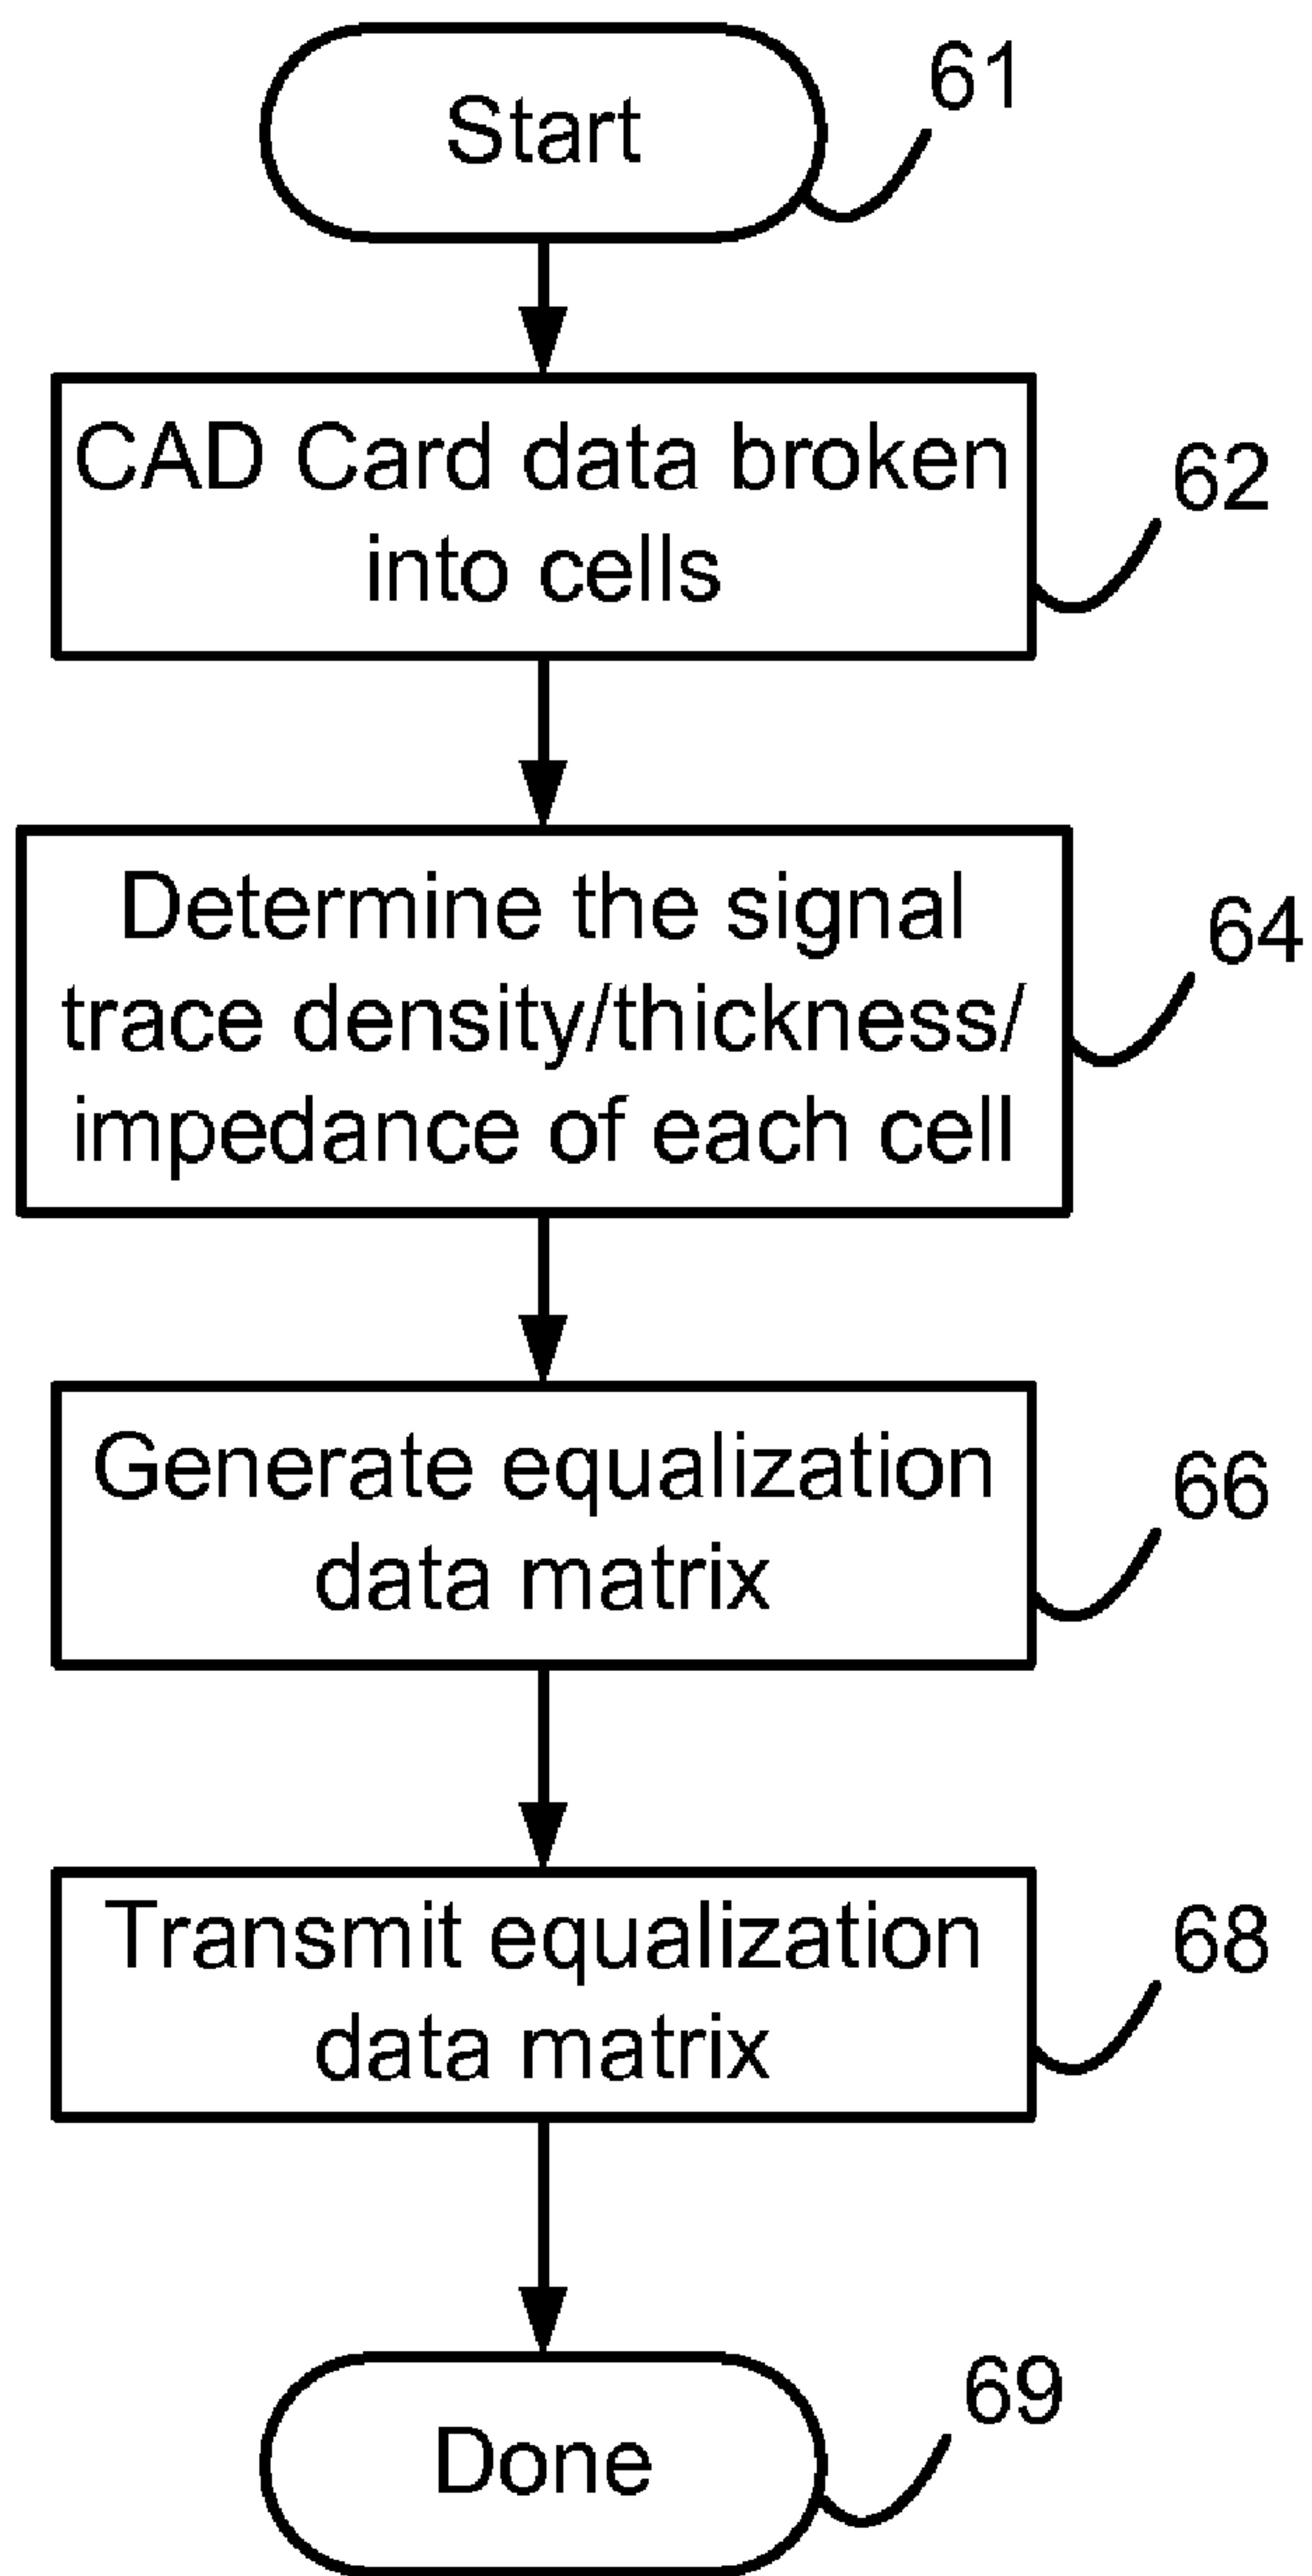 Start
61
CAD Card data broken
into cells
62
Determine the signal
trace density/thickness/
impedance of each cell
64
Generate equalization
data matrix
66
Transmit equalization
data matrix
68
Done
69